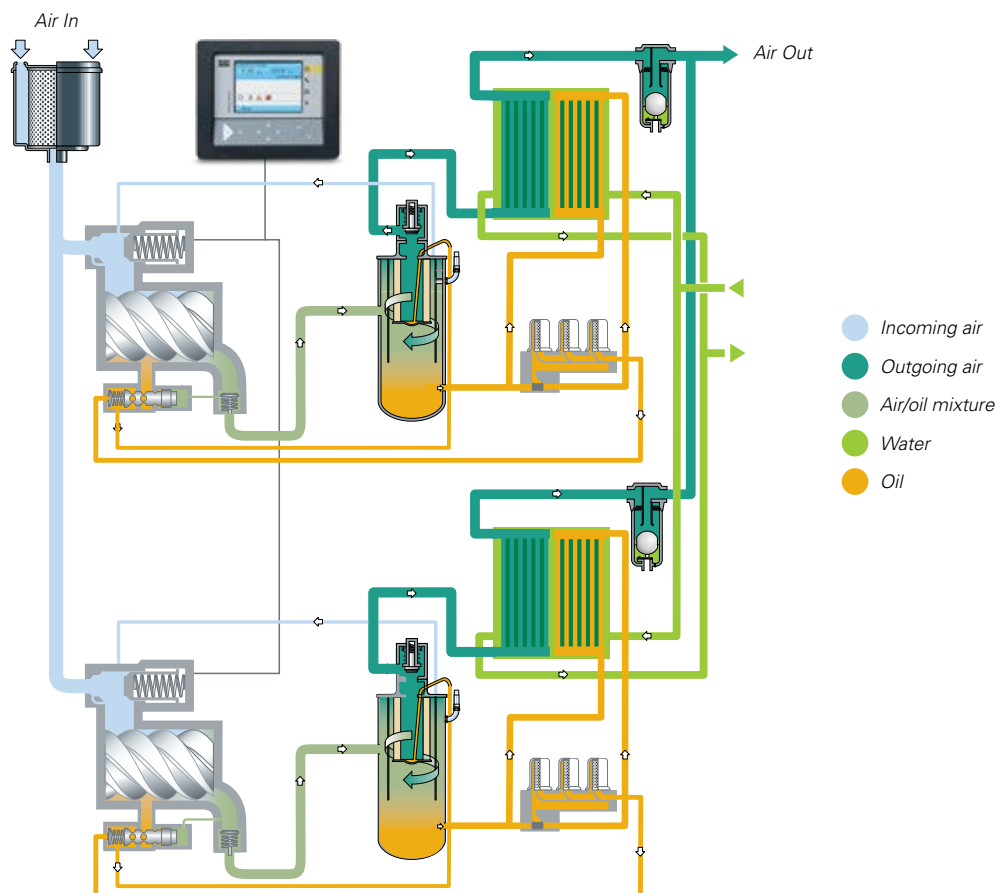 Air In
Air Out
Incoming air
Outgoing air
Air/oil mixture
Water
Oil